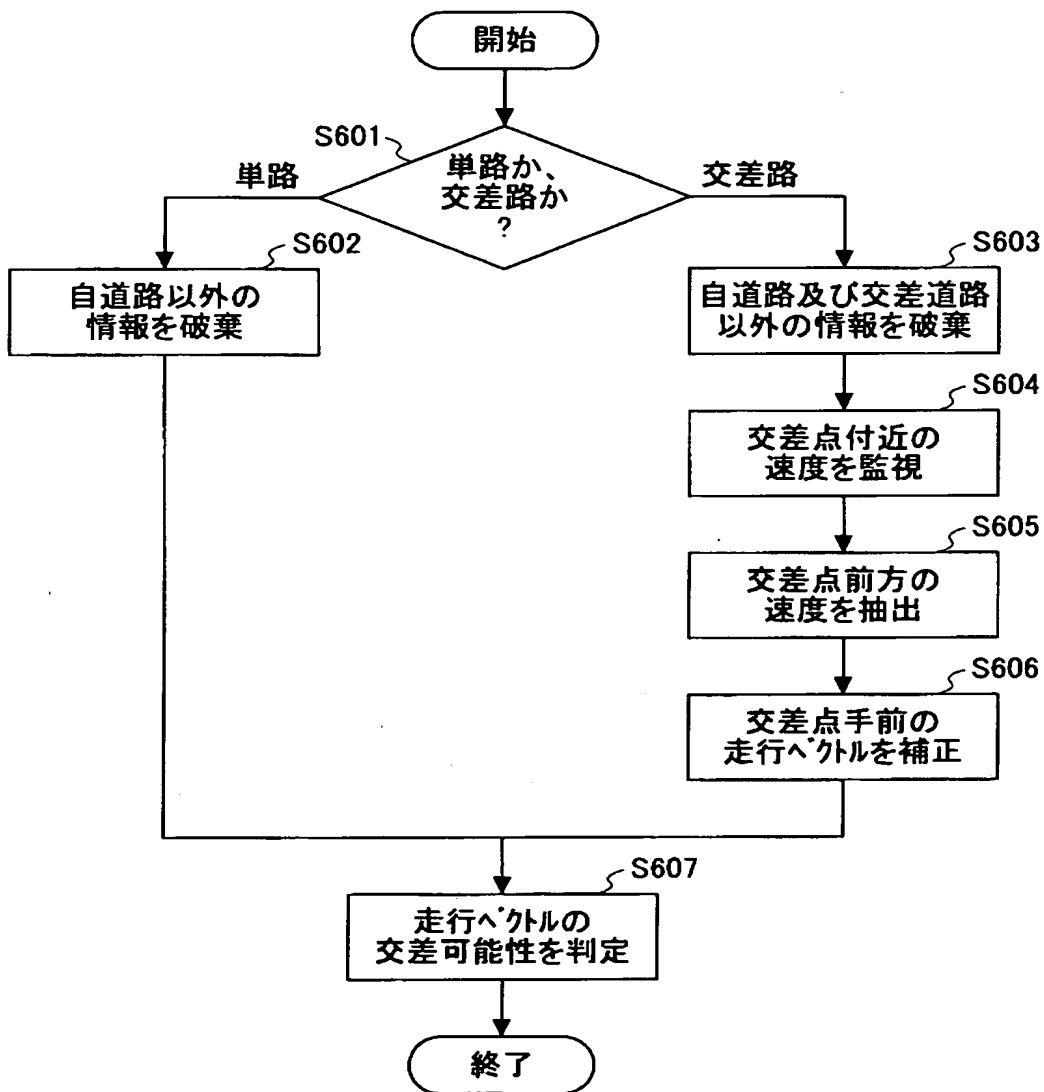 開始
S601
単路か、
交差路か
?
単路
交差路
S602
自道路以外の
情報を破棄
S603
自道路及び交差道路
以外の情報を破棄
S604
交差点付近の
速度を監視
S605
交差点前方の
速度を抽出
S606
交差点手前の
走行ベクトルを補正
S607
走行ベクトルの
交差可能性を判定
終了